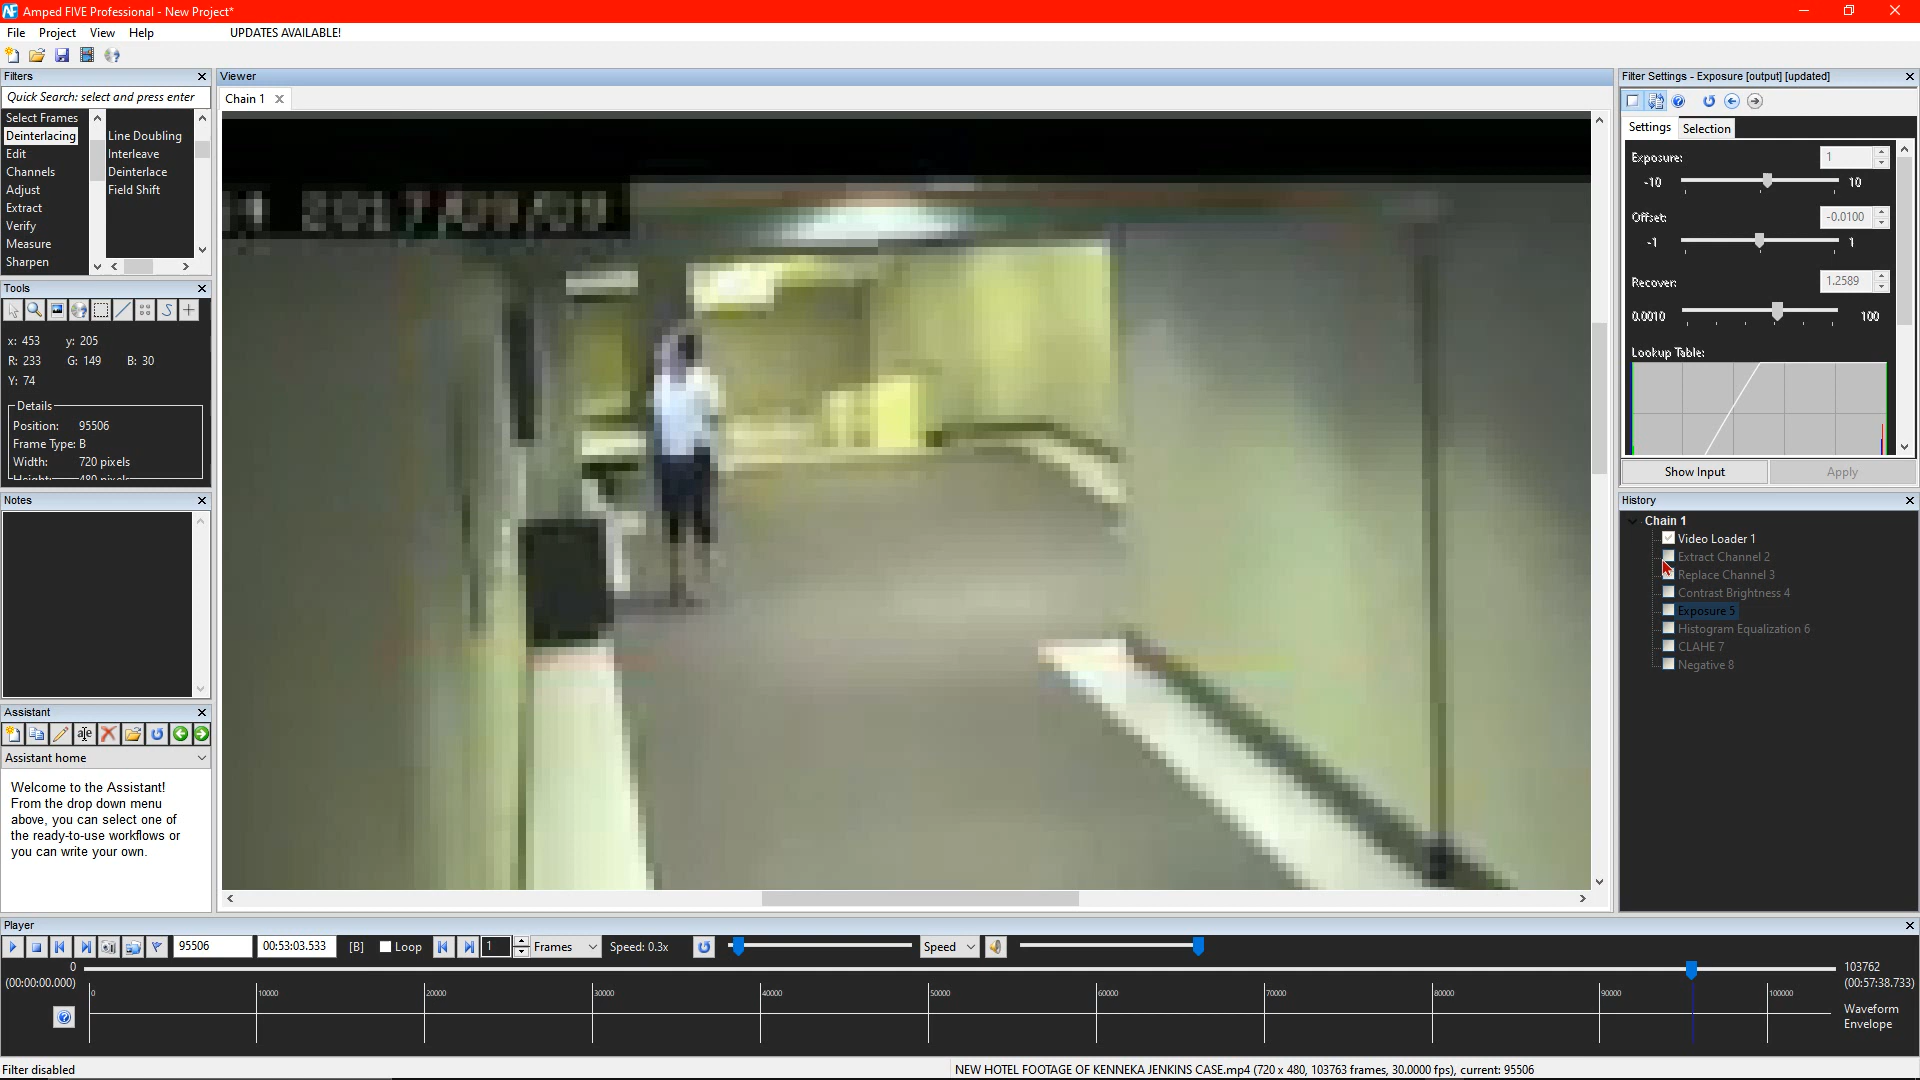 Amped FIVE Professional - New Project*
File Project View Help UPDATES AVAILABLE!
Filters
Quick Search: select and press enter
Select Frames
Deinterlacing
Edit
Channels
Adjust
Extract
Verify
Measure
Sharpen
Line Doubling
Interleave
Deinterlace
Field Shift
Tools
x: 453 y: 205
R: 233 G: 149 B: 30
Y: 74
Details
Position: 95506
Frame Type: B
Width: 720 pixels
Height: 480 pixels
Notes
Assistant
Assistant home
Welcome to the Assistant!
From the drop down menu
above, you can select one of
the ready-to-use workflows or
you can write your own.
Viewer
Chain 1
2017
Filter Settings - Exposure [output] [updated]
Settings Selection
Exposure: 1
-10 10
Offset: -0.0100
-1 1
Recover: 1.2589
0.0010 100
Lookup Table:
Show Input Apply
History
Chain 1
Video Loader 1
Extract Channel 2
Replace Channel 3
Contrast Brightness 4
Exposure 5
Histogram Equalization 6
CLAHE 7
Negative 8
Player
95506 00:53:03.533 [B] Loop 1 Frames Speed: 0.3x Speed
0 103762
(00:00:00.000) (00:57:38.733)
0 10000 20000 30000 40000 50000 60000 70000 80000 90000 100000
Waveform
Envelope
Filter disabled
NEW HOTEL FOOTAGE OF KENNEKA JENKINS CASE.mp4 (720 x 480, 103763 frames, 30.0000 fps), current: 95506